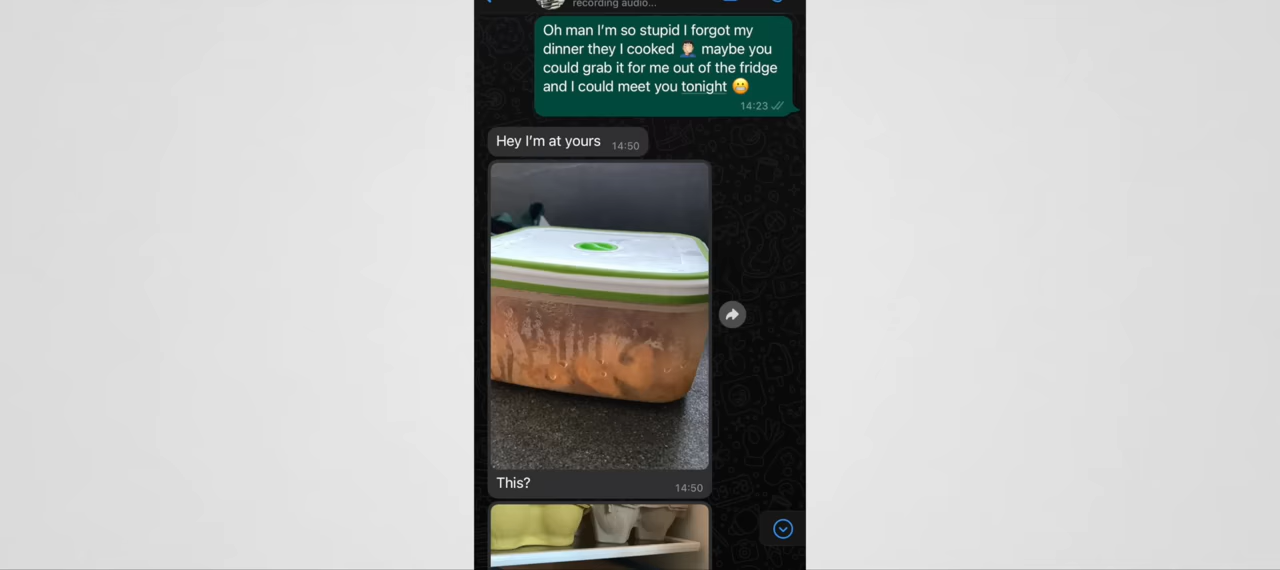 recording audio...
Oh man I'm so stupid I forgot my
dinner they I cooked 🤦🏻‍♂️ maybe you
could grab it for me out of the fridge
and I could meet you tonight 😬
14:23
Hey I'm at yours 14:50
This? 14:50